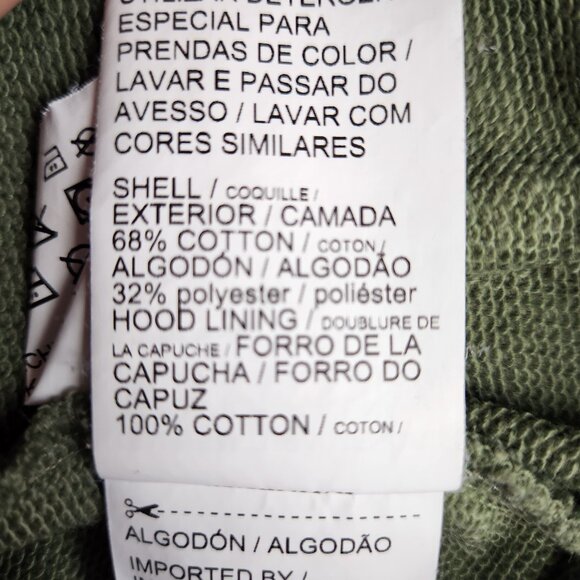 ESPECIAL PARA
PRENDAS DE COLOR /
LAVAR E PASSAR DO
AVESSO / LAVAR COM
CORES SIMILARES
SHELL / COQUILLE /
EXTERIOR / CAMADA
68% COTTON / COTON /
ALGODÓN / ALGODÃO
32% polyester / poliéster
HOOD LINING / DOUBLURE DE
LA CAPUCHE / FORRO DE LA
CAPUCHA / FORRO DO
CAPUZ
100% COTTON / COTON /
ALGODÓN / ALGODÃO
IMPORTED BY /